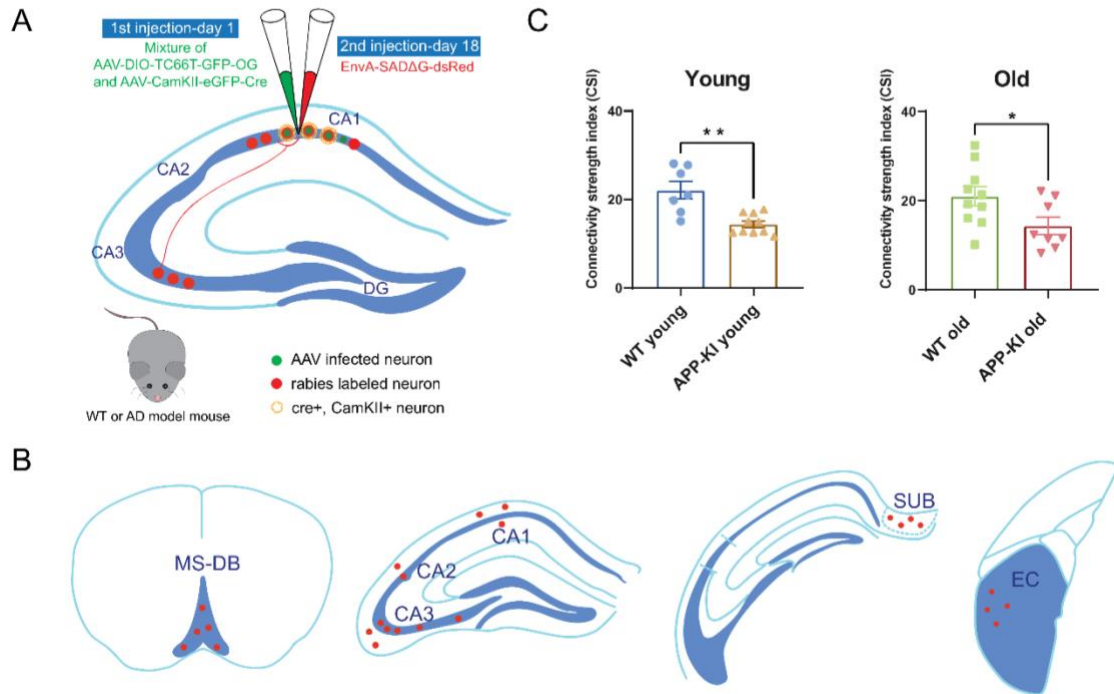 A
1st injection-day 1
Mixture of
AAV-DIO-TC66T-GFP-OG
and AAV-CamKII-eGFP-Cre
2nd injection-day 18
EnvA-SADΔG-dsRed
CA1
CA2
CA3
DG
WT or AD model mouse
AAV infected neuron
rabies labeled neuron
cre+, CamKII+ neuron
C
Young
Connectivity strength index (CSI)
40
20
0
**
WT young
APP-KI young
Old
Connectivity strength index (CSI)
40
20
0
*
WT old
APP-KI old
B
MS-DB
CA1
CA2
CA3
SUB
EC